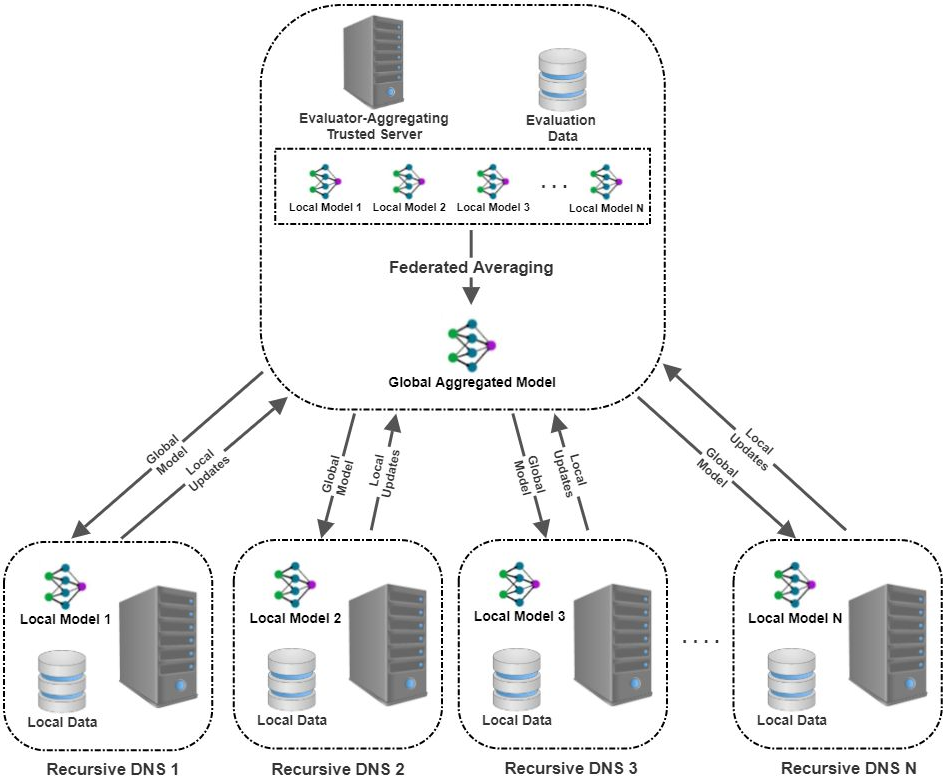 Evaluator-Aggregating
Trusted Server
Evaluation
Data
Local Model 1
Local Model 2
Local Model 3
. . .
Local Model N
Federated Averaging
Global Aggregated Model
Global
Model
Local
Updates
Global
Model
Local
Updates
Global
Model
Local
Updates
Global
Model
Local
Updates
Local Model 1
Local Data
Recursive DNS 1
Local Model 2
Local Data
Recursive DNS 2
Local Model 3
Local Data
Recursive DNS 3
. . . .
Local Model N
Local Data
Recursive DNS N